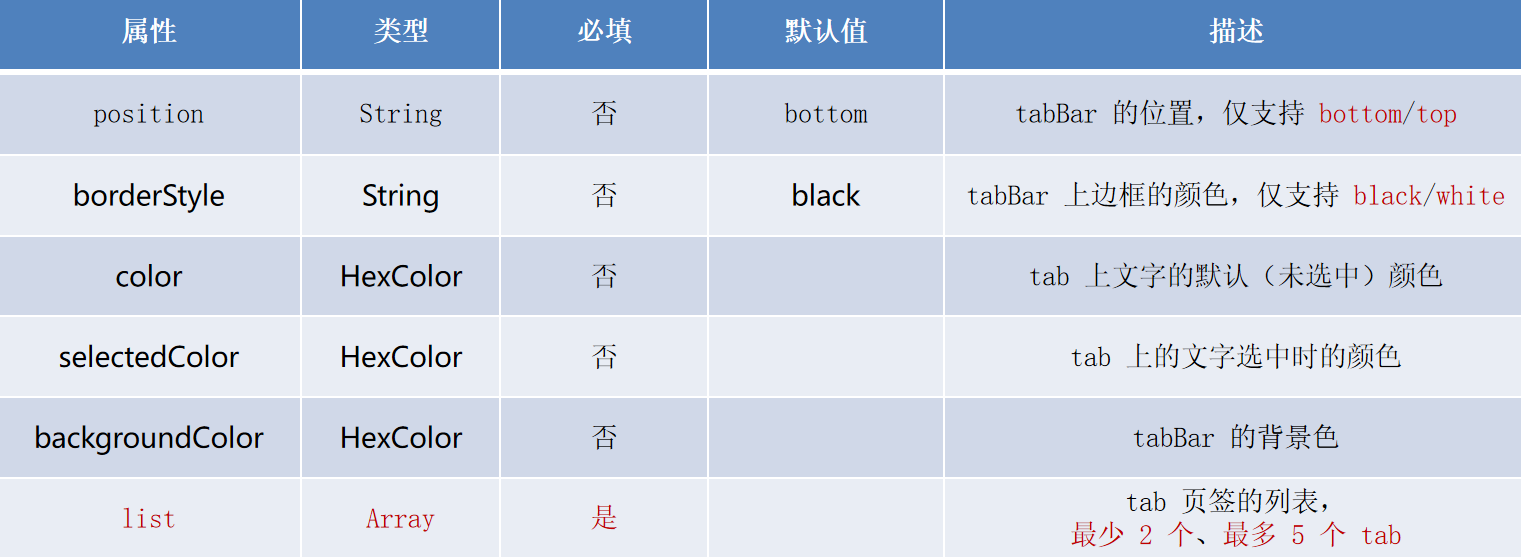 属性 类型 必填 默认值 描述
position String 否 bottom tabBar 的位置，仅支持 bottom/top
borderStyle String 否 black tabBar 上边框的颜色，仅支持 black/white
color HexColor 否 tab 上文字的默认（未选中）颜色
selectedColor HexColor 否 tab 上的文字选中时的颜色
backgroundColor HexColor 否 tabBar 的背景色
list Array 是 tab 页签的列表，
最少 2 个、最多 5 个 tab